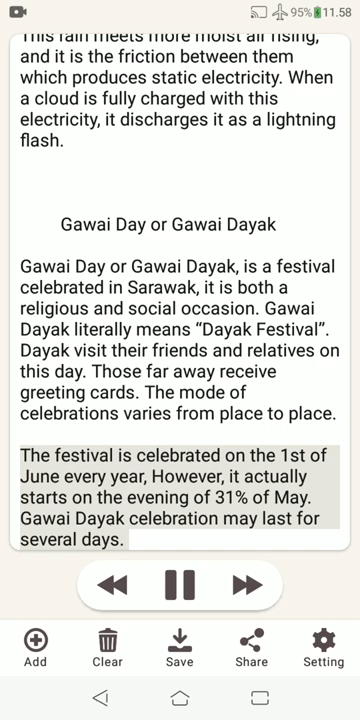 95% 11.58
This rain meets more moist air rising,
and it is the friction between them
which produces static electricity. When
a cloud is fully charged with this
electricity, it discharges it as a lightning
flash.
Gawai Day or Gawai Dayak
Gawai Day or Gawai Dayak, is a festival
celebrated in Sarawak, it is both a
religious and social occasion. Gawai
Dayak literally means “Dayak Festival”.
Dayak visit their friends and relatives on
this day. Those far away receive
greeting cards. The mode of
celebrations varies from place to place.
The festival is celebrated on the 1st of
June every year, However, it actually
starts on the evening of 31% of May.
Gawai Dayak celebration may last for
several days.
Add Clear Save Share Setting